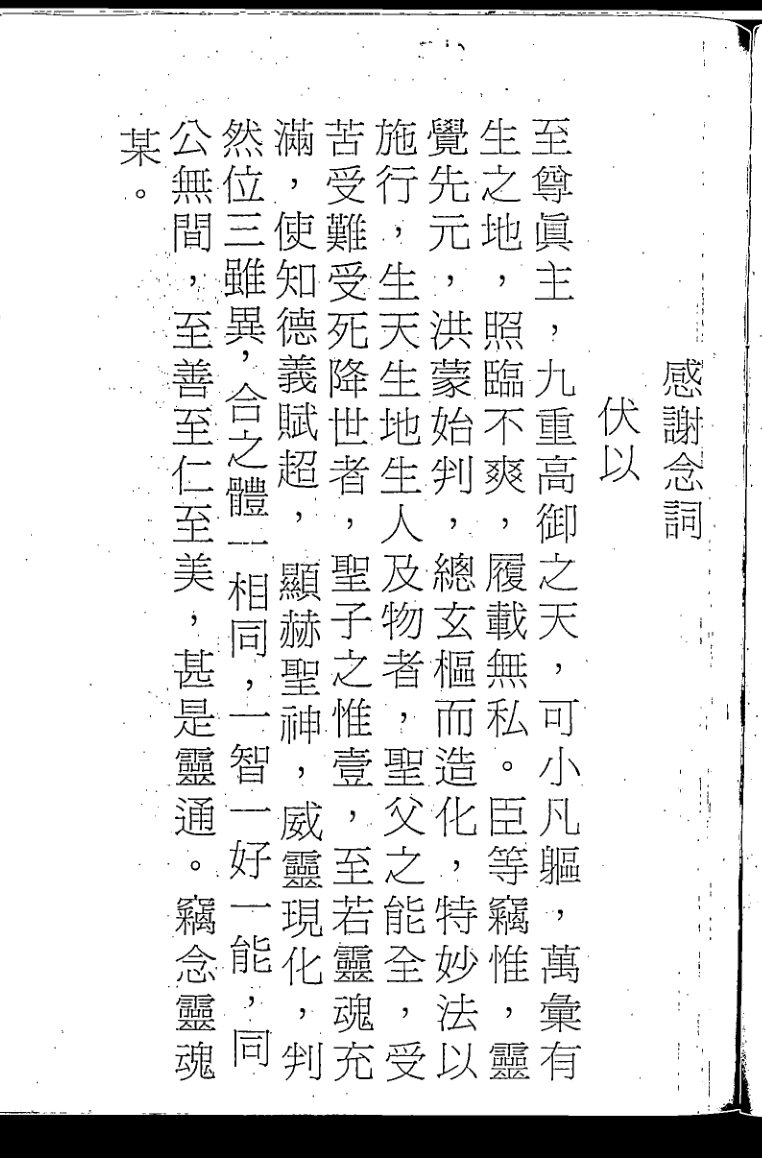 感謝念詞
伏以
至尊眞主，九重高御之天，可小凡軀，萬彙有
生之地，照臨不爽，履載無私。臣等竊惟，靈
覺先元，洪蒙始判，總玄樞而造化，特妙法以
施行，生天生地生人及物者，聖父之能全，受
苦受難受死降世者，聖子之惟壹，至若靈魂充
滿，使知德義賦超，顯赫聖神，威靈現化，判
然位三雖異，合之體一相同，一智一好一能，同
公無間，至善至仁至美，甚是靈通。竊念靈魂
某。